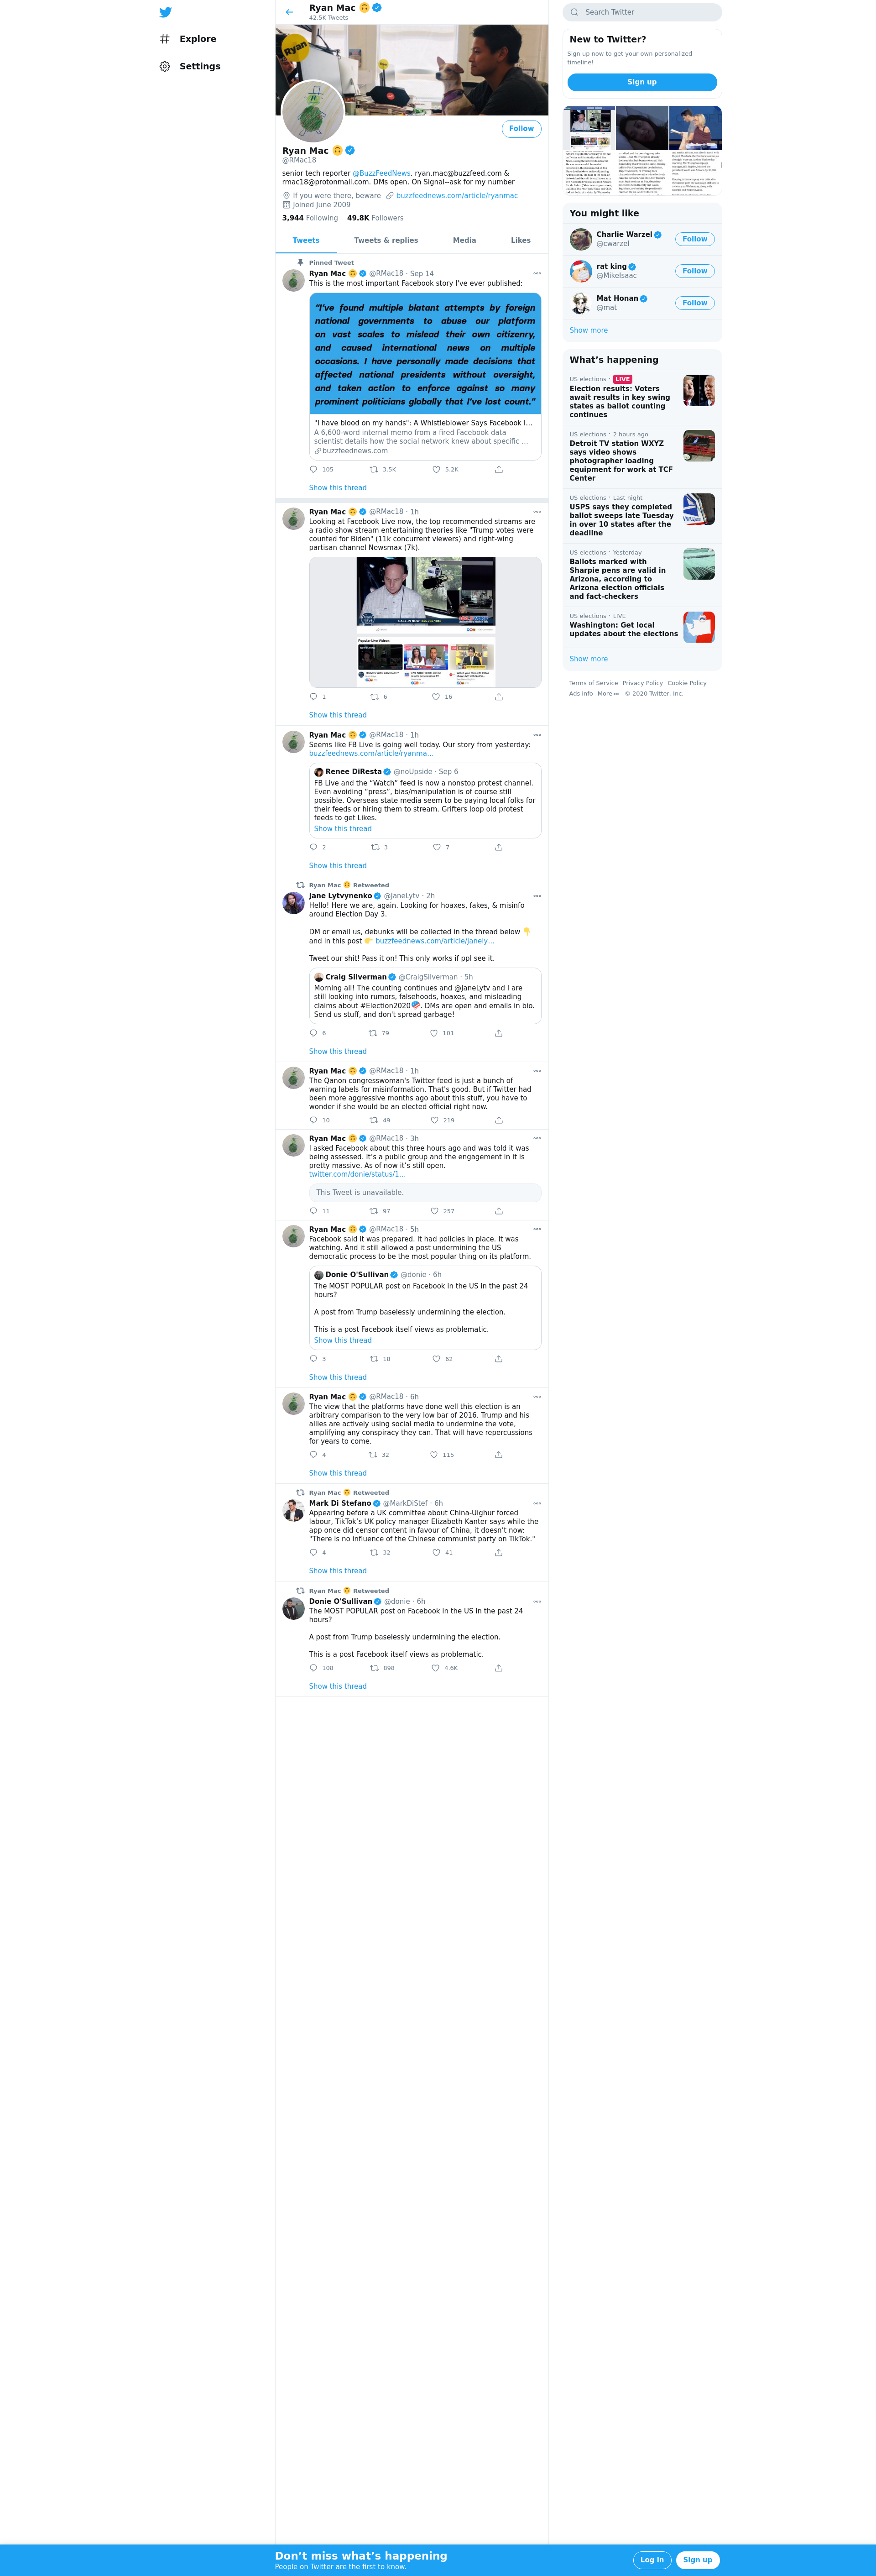 Explore
Settings
Ryan Mac 🙃
42.5K Tweets
Ryan
Follow
Ryan Mac 🙃
@RMac18
senior tech reporter @BuzzFeedNews. ryan.mac@buzzfeed.com &
rmac18@protonmail.com. DMs open. On Signal--ask for my number
If you were there, beware buzzfeednews.com/article/ryanmac
Joined June 2009
3,944 Following 49.8K Followers
Tweets Tweets & replies Media Likes
Pinned Tweet
Ryan Mac 🙃 @RMac18 · Sep 14
This is the most important Facebook story I've ever published:
"I've found multiple blatant attempts by foreign
national governments to abuse our platform
on vast scales to mislead their own citizenry,
and caused international news on multiple
occasions. I have personally made decisions that
affected national presidents without oversight,
and taken action to enforce against so many
prominent politicians globally that I've lost count."
"I have blood on my hands": A Whistleblower Says Facebook I...
A 6,600-word internal memo from a fired Facebook data
scientist details how the social network knew about specific ...
buzzfeednews.com
105 3.5K 5.2K
Show this thread
Ryan Mac 🙃 @RMac18 · 1h
Looking at Facebook Live now, the top recommended streams are
a radio show stream entertaining theories like "Trump votes were
counted for Biden" (11k concurrent viewers) and right-wing
partisan channel Newsmax (7k).
Popular Live Videos
1 6 16
Show this thread
Ryan Mac 🙃 @RMac18 · 1h
Seems like FB Live is going well today. Our story from yesterday:
buzzfeednews.com/article/ryanma...
Renee DiResta @noUpside · Sep 6
FB Live and the "Watch" feed is now a nonstop protest channel.
Even avoiding "press", bias/manipulation is of course still
possible. Overseas state media seem to be paying local folks for
their feeds or hiring them to stream. Grifters loop old protest
feeds to get Likes.
Show this thread
2 3 7
Show this thread
Ryan Mac 🙃 Retweeted
Jane Lytvynenko @JaneLytv · 2h
Hello! Here we are, again. Looking for hoaxes, fakes, & misinfo
around Election Day 3.
DM or email us, debunks will be collected in the thread below 👇
and in this post 👉 buzzfeednews.com/article/janely...
Tweet our shit! Pass it on! This only works if ppl see it.
Craig Silverman @CraigSilverman · 5h
Morning all! The counting continues and @JaneLytv and I are
still looking into rumors, falsehoods, hoaxes, and misleading
claims about #Election2020. DMs are open and emails in bio.
Send us stuff, and don't spread garbage!
6 79 101
Show this thread
Ryan Mac 🙃 @RMac18 · 1h
The Qanon congresswoman's Twitter feed is just a bunch of
warning labels for misinformation. That's good. But if Twitter had
been more aggressive months ago about this stuff, you have to
wonder if she would be an elected official right now.
10 49 219
Ryan Mac 🙃 @RMac18 · 3h
I asked Facebook about this three hours ago and was told it was
being assessed. It's a public group and the engagement in it is
pretty massive. As of now it's still open.
twitter.com/donie/status/1...
This Tweet is unavailable.
11 97 257
Ryan Mac 🙃 @RMac18 · 5h
Facebook said it was prepared. It had policies in place. It was
watching. And it still allowed a post undermining the US
democratic process to be the most popular thing on its platform.
Donie O'Sullivan @donie · 6h
The MOST POPULAR post on Facebook in the US in the past 24
hours?
A post from Trump baselessly undermining the election.
This is a post Facebook itself views as problematic.
Show this thread
3 18 62
Show this thread
Ryan Mac 🙃 @RMac18 · 6h
The view that the platforms have done well this election is an
arbitrary comparison to the very low bar of 2016. Trump and his
allies are actively using social media to undermine the vote,
amplifying any conspiracy they can. That will have repercussions
for years to come.
4 32 115
Show this thread
Ryan Mac 🙃 Retweeted
Mark Di Stefano @MarkDiStef · 6h
Appearing before a UK committee about China-Uighur forced
labour, TikTok's UK policy manager Elizabeth Kanter says while the
app once did censor content in favour of China, it doesn't now:
"There is no influence of the Chinese communist party on TikTok."
4 32 41
Show this thread
Ryan Mac 🙃 Retweeted
Donie O'Sullivan @donie · 6h
The MOST POPULAR post on Facebook in the US in the past 24
hours?
A post from Trump baselessly undermining the election.
This is a post Facebook itself views as problematic.
108 898 4.6K
Show this thread
Search Twitter
New to Twitter?
Sign up now to get your own personalized
timeline!
Sign up
You might like
Charlie Warzel
@cwarzel
Follow
rat king
@MikeIsaac
Follow
Mat Honan
@mat
Follow
Show more
What's happening
US elections · LIVE
Election results: Voters
await results in key swing
states as ballot counting
continues
US elections · 2 hours ago
Detroit TV station WXYZ
says video shows
photographer loading
equipment for work at TCF
Center
US elections · Last night
USPS says they completed
ballot sweeps late Tuesday
in over 10 states after the
deadline
US elections · Yesterday
Ballots marked with
Sharpie pens are valid in
Arizona, according to
Arizona election officials
and fact-checkers
US elections · LIVE
Washington: Get local
updates about the elections
Show more
Terms of Service Privacy Policy Cookie Policy
Ads info More © 2020 Twitter, Inc.
Don't miss what's happening
People on Twitter are the first to know.
Log in
Sign up